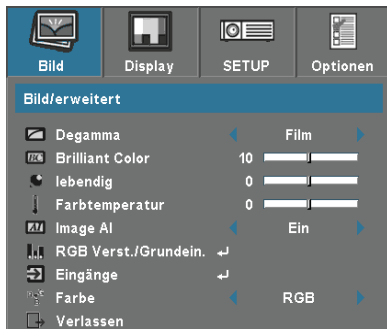 Bild Display SETUP Optionen
Bild/erweitert
Degamma Film
Brilliant Color 10
lebendig 0
Farbtemperatur 0
Image AI Ein
RGB Verst./Grundein.
Eingänge
Farbe RGB
Verlassen